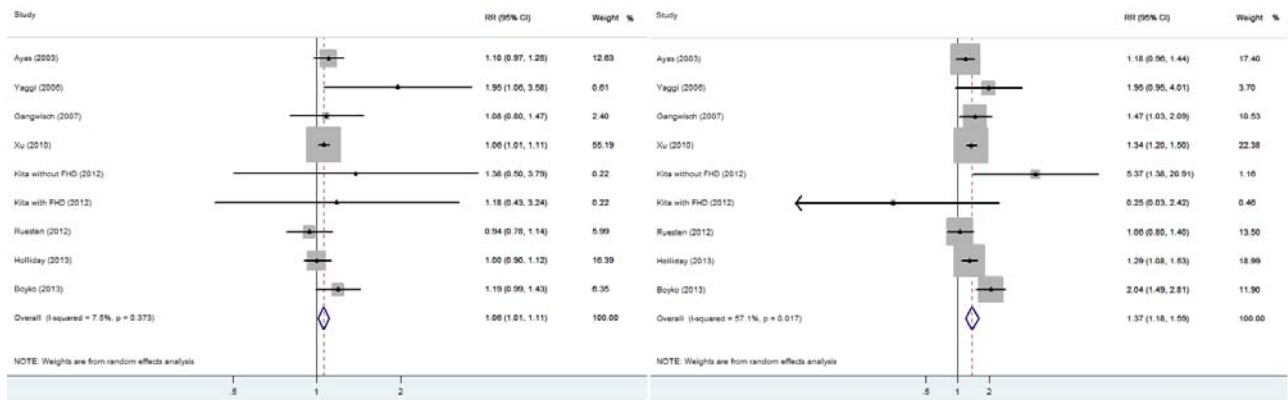 Study RR (95% CI) Weight %
Ayas (2003) 1.10 (0.97, 1.25) 12.63
Yaggi (2006) 1.95 (1.06, 3.58) 0.61
Gangwisch (2007) 1.08 (0.80, 1.47) 2.40
Xu (2010) 1.06 (1.01, 1.11) 55.19
Kita without FHD (2012) 1.38 (0.50, 3.79) 0.22
Kita with FHD (2012) 1.18 (0.43, 3.24) 0.22
Ruesten (2012) 0.94 (0.78, 1.14) 5.99
Holliday (2013) 1.00 (0.90, 1.12) 16.39
Boyko (2013) 1.19 (0.99, 1.43) 6.35
Overall (I-squared = 7.5%, p = 0.373) 1.06 (1.01, 1.11) 100.00
NOTE: Weights are from random effects analysis
.5 1 2
Study RR (95% CI) Weight %
Ayas (2003) 1.18 (0.96, 1.44) 17.40
Yaggi (2006) 1.95 (0.95, 4.01) 3.70
Gangwisch (2007) 1.47 (1.03, 2.09) 10.53
Xu (2010) 1.34 (1.20, 1.50) 22.38
Kita without FHD (2012) 5.37 (1.38, 20.91) 1.16
Kita with FHD (2012) 0.25 (0.03, 2.42) 0.46
Ruesten (2012) 1.06 (0.80, 1.40) 13.50
Holliday (2013) 1.29 (1.08, 1.53) 18.99
Boyko (2013) 2.04 (1.49, 2.81) 11.90
Overall (I-squared = 57.1%, p = 0.017) 1.37 (1.18, 1.59) 100.00
NOTE: Weights are from random effects analysis
.5 1 2